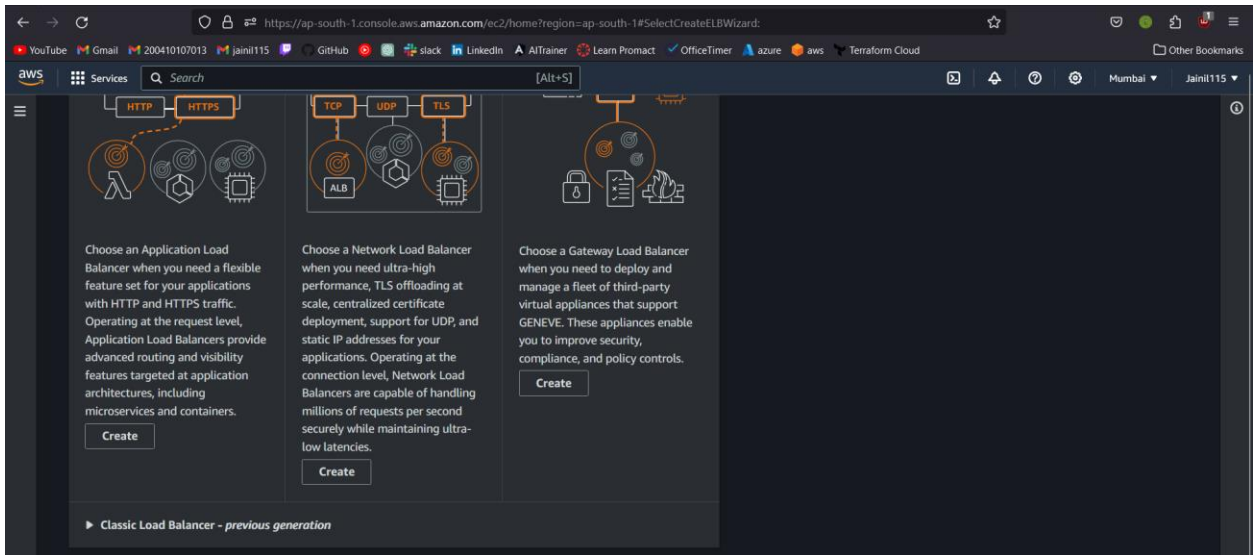 https://ap-south-1.console.aws.amazon.com/ec2/home?region=ap-south-1#SelectCreateELBWizard:
YouTube Gmail 200410107013 jainil115 GitHub slack LinkedIn AITrainer Learn Promact OfficeTimer azure aws Terraform Cloud Other Bookmarks
aws Services Search [Alt+S] Mumbai Jainil115
HTTP HTTPS
TCP UDP TLS
ALB
Choose an Application Load
Balancer when you need a flexible
feature set for your applications
with HTTP and HTTPS traffic.
Operating at the request level,
Application Load Balancers provide
advanced routing and visibility
features targeted at application
architectures, including
microservices and containers.
Create
Choose a Network Load Balancer
when you need ultra-high
performance, TLS offloading at
scale, centralized certificate
deployment, support for UDP, and
static IP addresses for your
applications. Operating at the
connection level, Network Load
Balancers are capable of handling
millions of requests per second
securely while maintaining ultra-
low latencies.
Create
Choose a Gateway Load Balancer
when you need to deploy and
manage a fleet of third-party
virtual appliances that support
GENEVE. These appliances enable
you to improve security,
compliance, and policy controls.
Create
Classic Load Balancer - previous generation